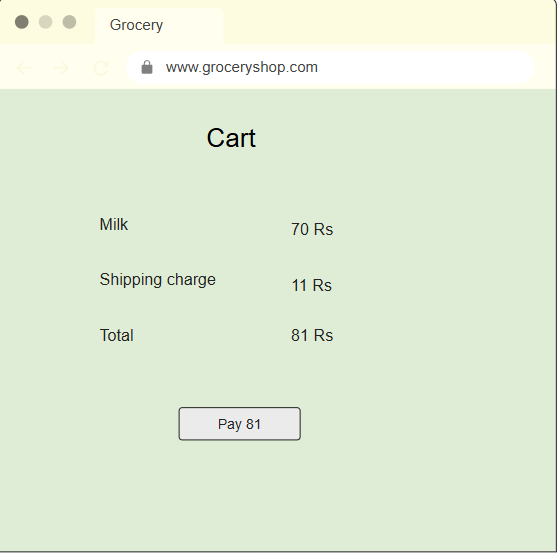 Grocery
www.groceryshop.com
Cart
Milk 70 Rs
Shipping charge 11 Rs
Total 81 Rs
Pay 81